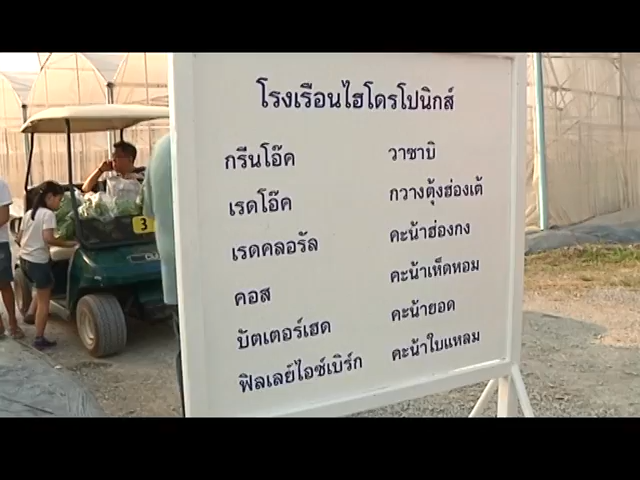 โรงเรือนไฮโดรโปนิกส์
กรีนโอ๊ค
เรดโอ๊ค
เรดคลอรัล
คอส
บัตเตอร์เฮด
ฟิลเลย์ไอซ์เบิร์ก
วาซาบิ
กวางตุ้งฮ่องเต้
คะน้าฮ่องกง
คะน้าเห็ดหอม
คะน้ายอด
คะน้าใบแหลม
3